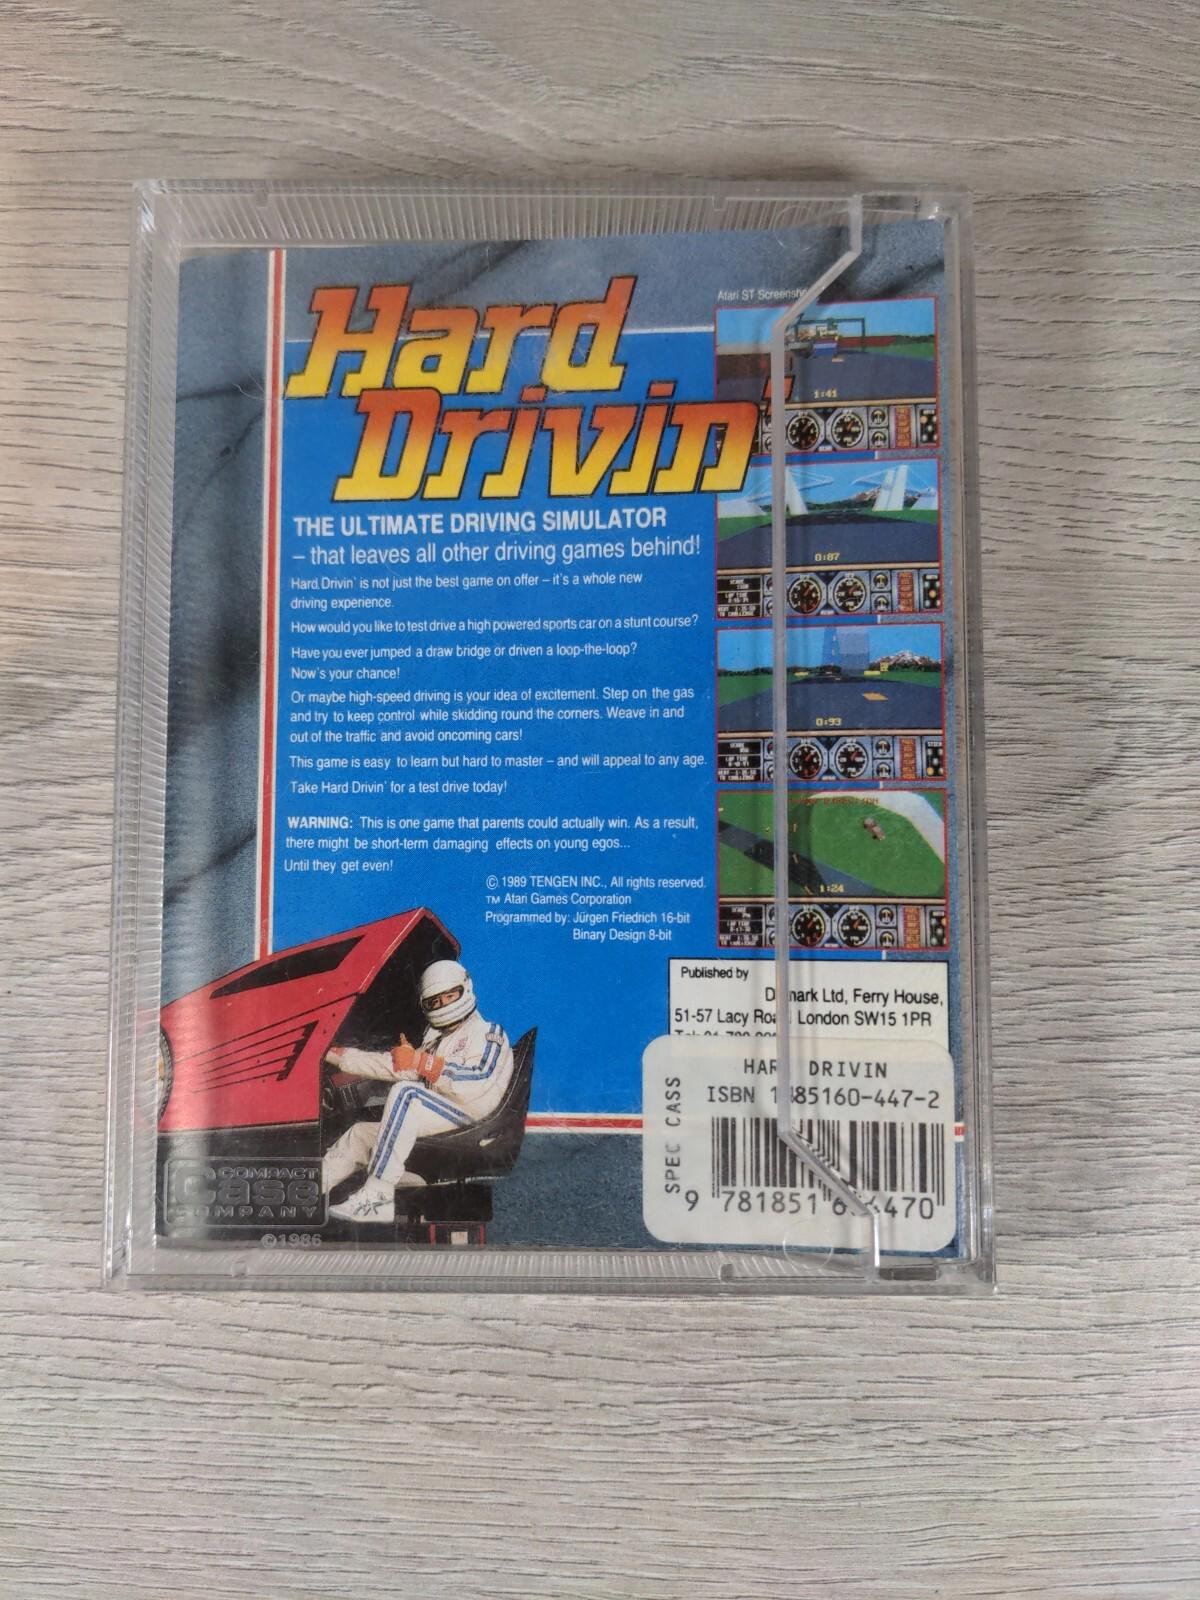 Hard
Drivin'
THE ULTIMATE DRIVING SIMULATOR
– that leaves all other driving games behind!
Hard Drivin' is not just the best game on offer – it's a whole new
driving experience.
How would you like to test drive a high powered sports car on a stunt course?
Have you ever jumped a draw bridge or driven a loop-the-loop?
Now's your chance!
Or maybe high-speed driving is your idea of excitement. Step on the gas
and try to keep control while skidding round the corners. Weave in and
out of the traffic and avoid oncoming cars!
This game is easy to learn but hard to master – and will appeal to any age.
Take Hard Drivin' for a test drive today!
WARNING: This is one game that parents could actually win. As a result,
there might be short-term damaging effects on young egos...
Until they get even!
© 1989 TENGEN INC., All rights reserved.
TM Atari Games Corporation
Programmed by: Jürgen Friedrich 16-bit
Binary Design 8-bit
Atari ST
1:41
0:87
0:93
1:24
Published by
Ltd, Ferry House,
51-57 Lacy London SW15 1PR
DRIVIN
ISBN 85160-447-2
SPEC CASS
9 781851 470
COMPACT
Case
COMPANY
©1986